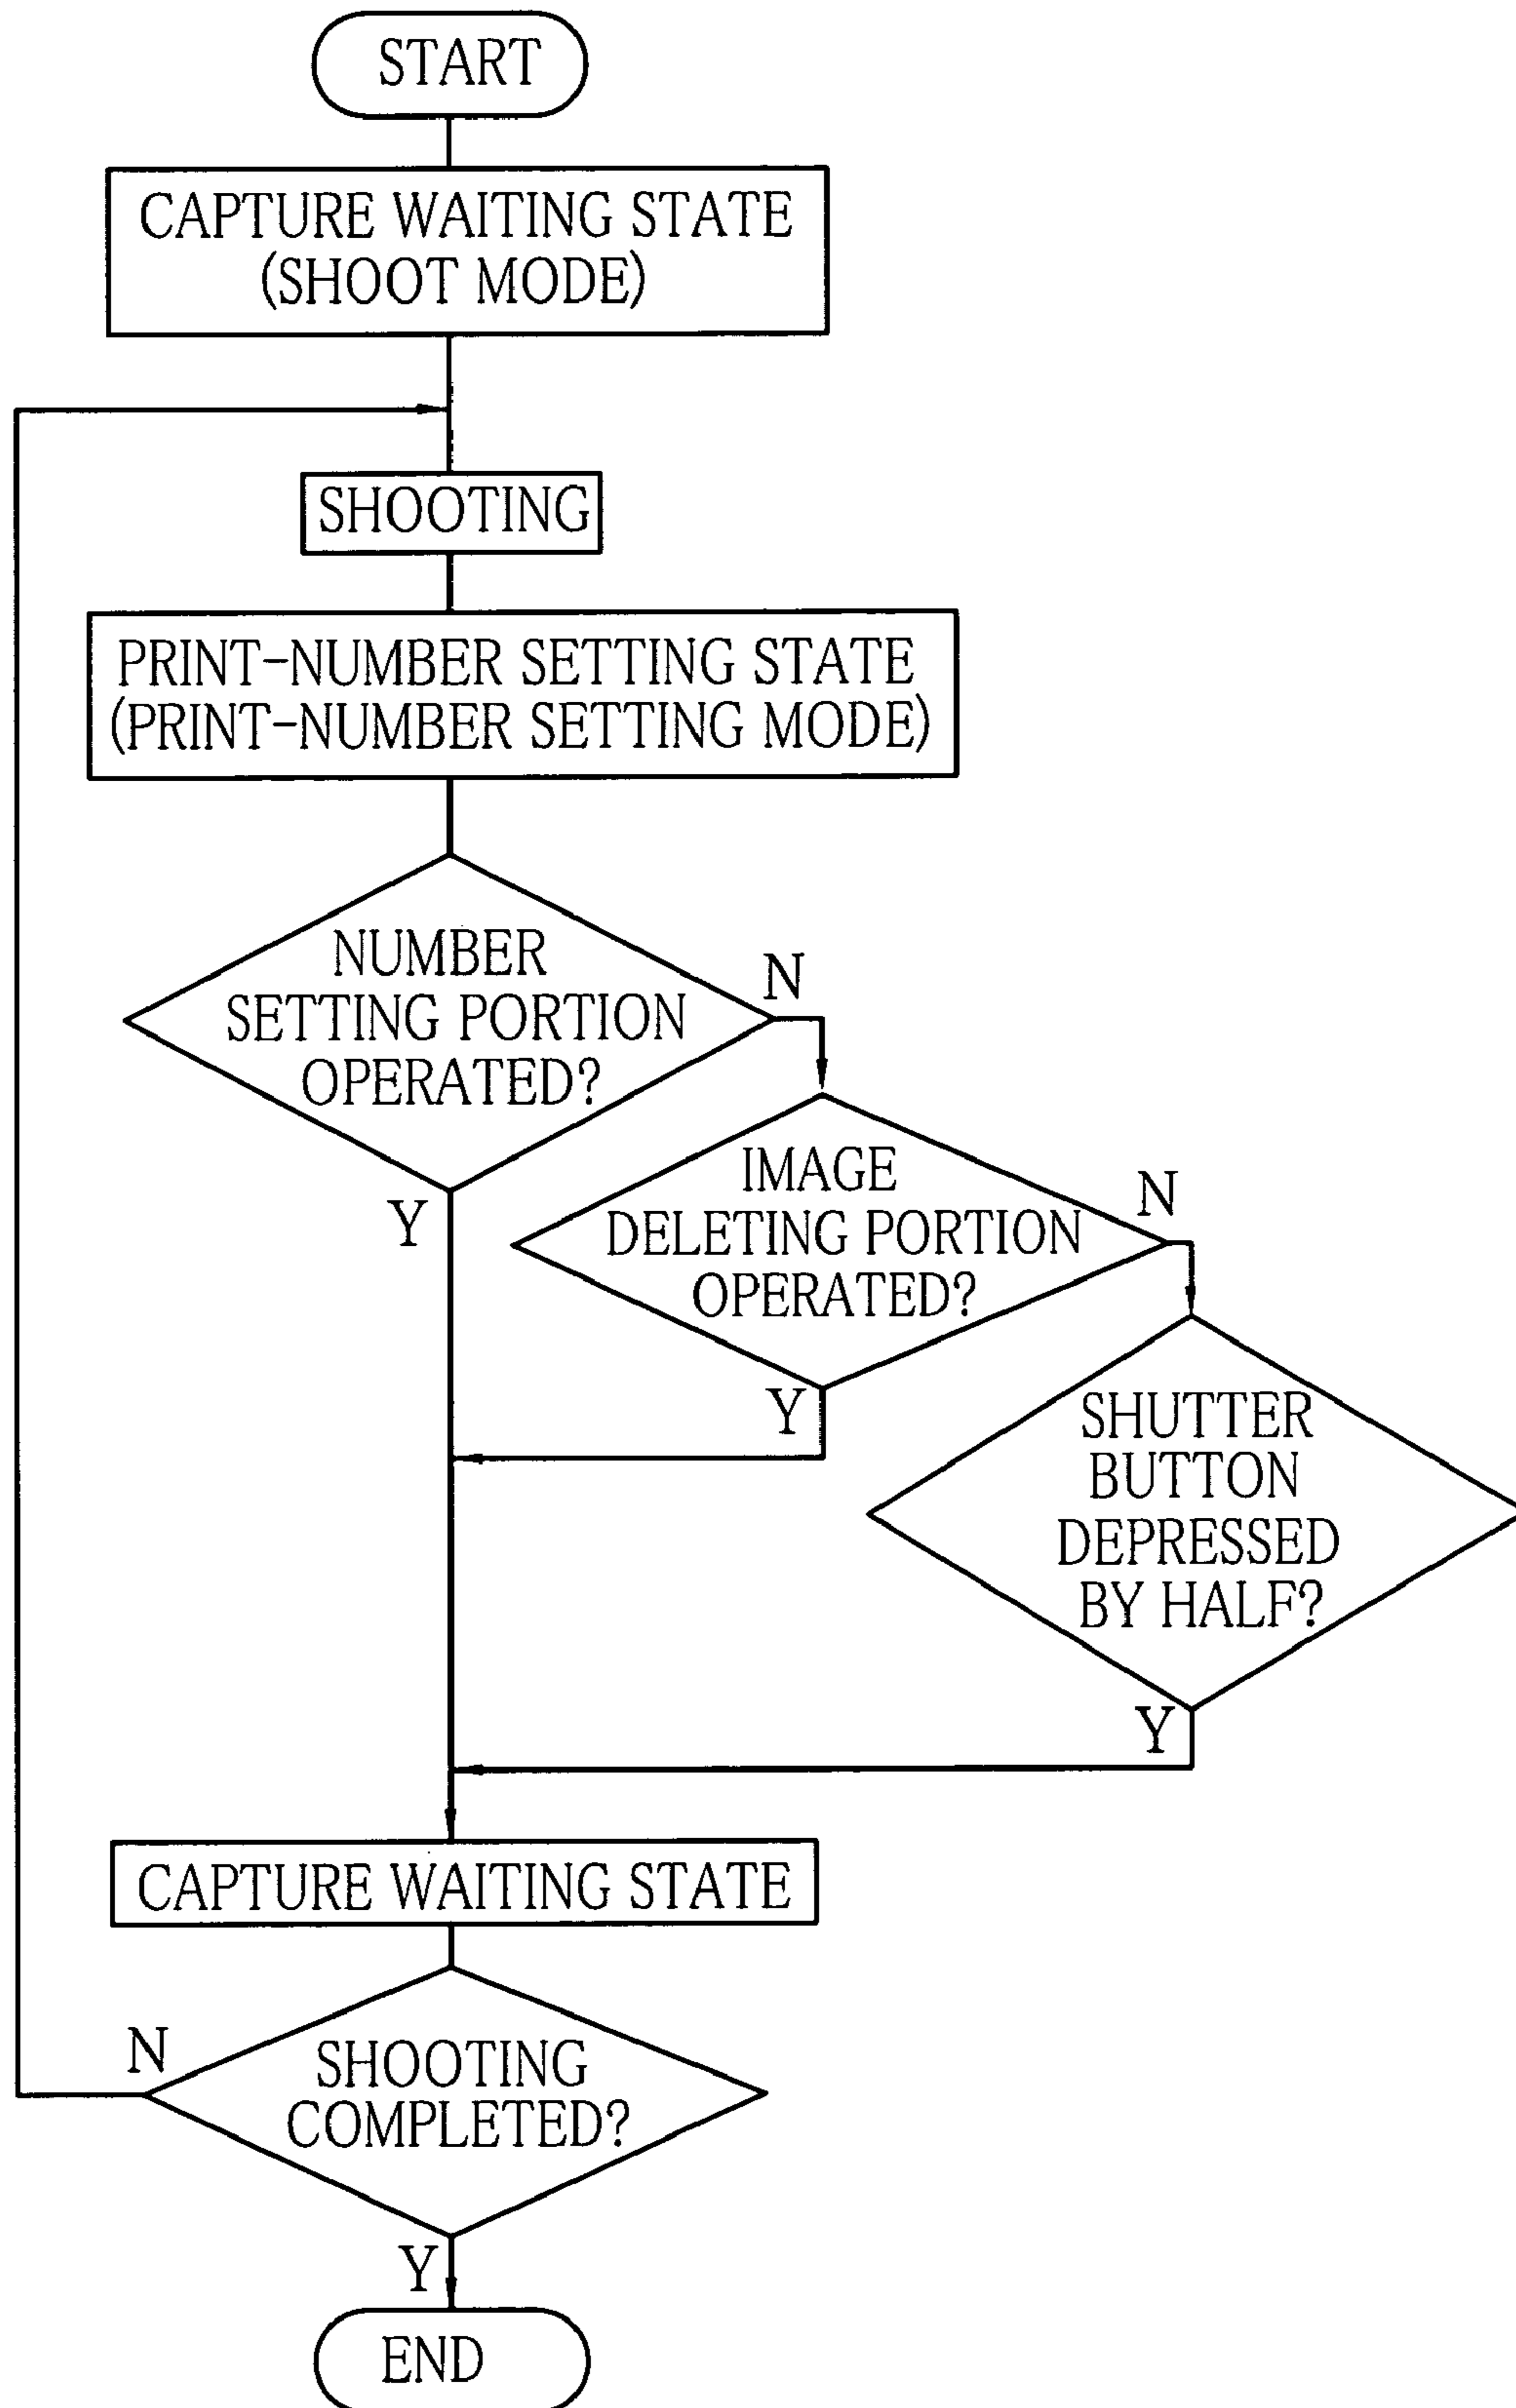 START
CAPTURE WAITING STATE
(SHOOT MODE)
SHOOTING
PRINT-NUMBER SETTING STATE
(PRINT-NUMBER SETTING MODE)
NUMBER
SETTING PORTION
OPERATED?
N
Y
IMAGE
DELETING PORTION
OPERATED?
N
Y
SHUTTER
BUTTON
DEPRESSED
BY HALF?
Y
CAPTURE WAITING STATE
SHOOTING
COMPLETED?
N
Y
END